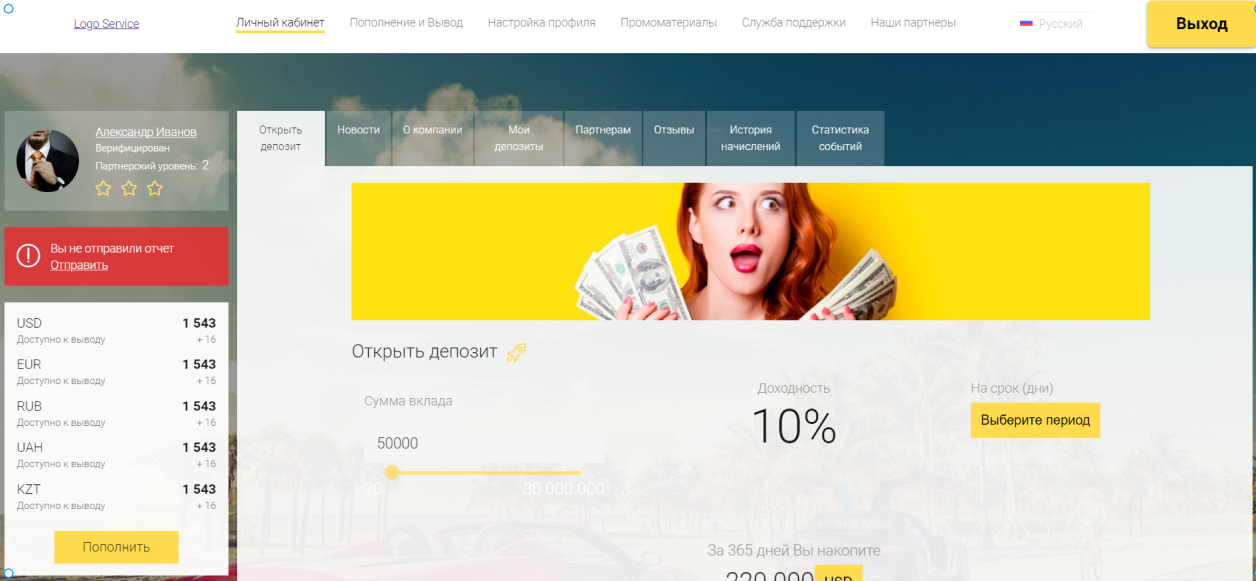 Logo Service
Личный кабинет
Пополнение и Вывод
Настройка профиля
Промоматериалы
Служба поддержки
Наши партнеры
Русский
Выход
Александр Иванов
Верифицирован
Партнерский уровень: 2
Вы не отправили отчет
Отправить
USD 1 543
Доступно к выводу + 16
EUR 1 543
Доступно к выводу + 16
RUB 1 543
Доступно к выводу + 16
UAH 1 543
Доступно к выводу + 16
KZT 1 543
Доступно к выводу + 16
Пополнить
Открыть
депозит
Новости
О компании
Мои
депозиты
Партнерам
Отзывы
История
начислений
Статистика
событий
Открыть депозит
Сумма вклада
50000
20 30 000 000
Доходность
10%
На срок (дни)
Выберите период
За 365 дней Вы накопите
220 000 USD